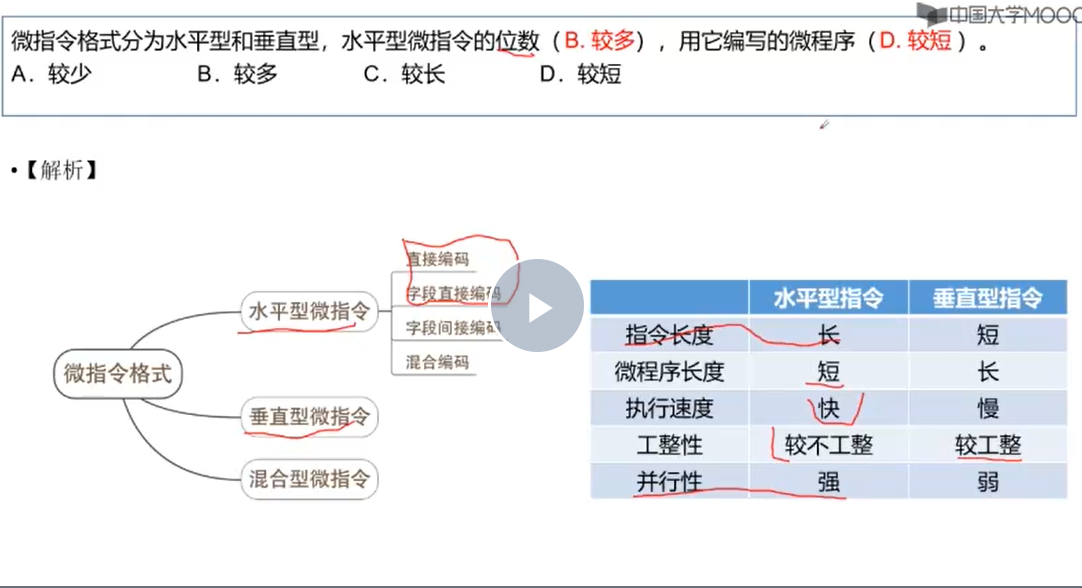 中国大学MOOC
微指令格式分为水平型和垂直型，水平型微指令的位数（B. 较多），用它编写的微程序（D. 较短）。
A．较少 B．较多 C．较长 D．较短
•【解析】
直接编码
字段直接编码
水平型微指令
字段间接编码
混合编码
微指令格式
垂直型微指令
混合型微指令
水平型指令 垂直型指令
指令长度 长 短
微程序长度 短 长
执行速度 快 慢
工整性 较不工整 较工整
并行性 强 弱